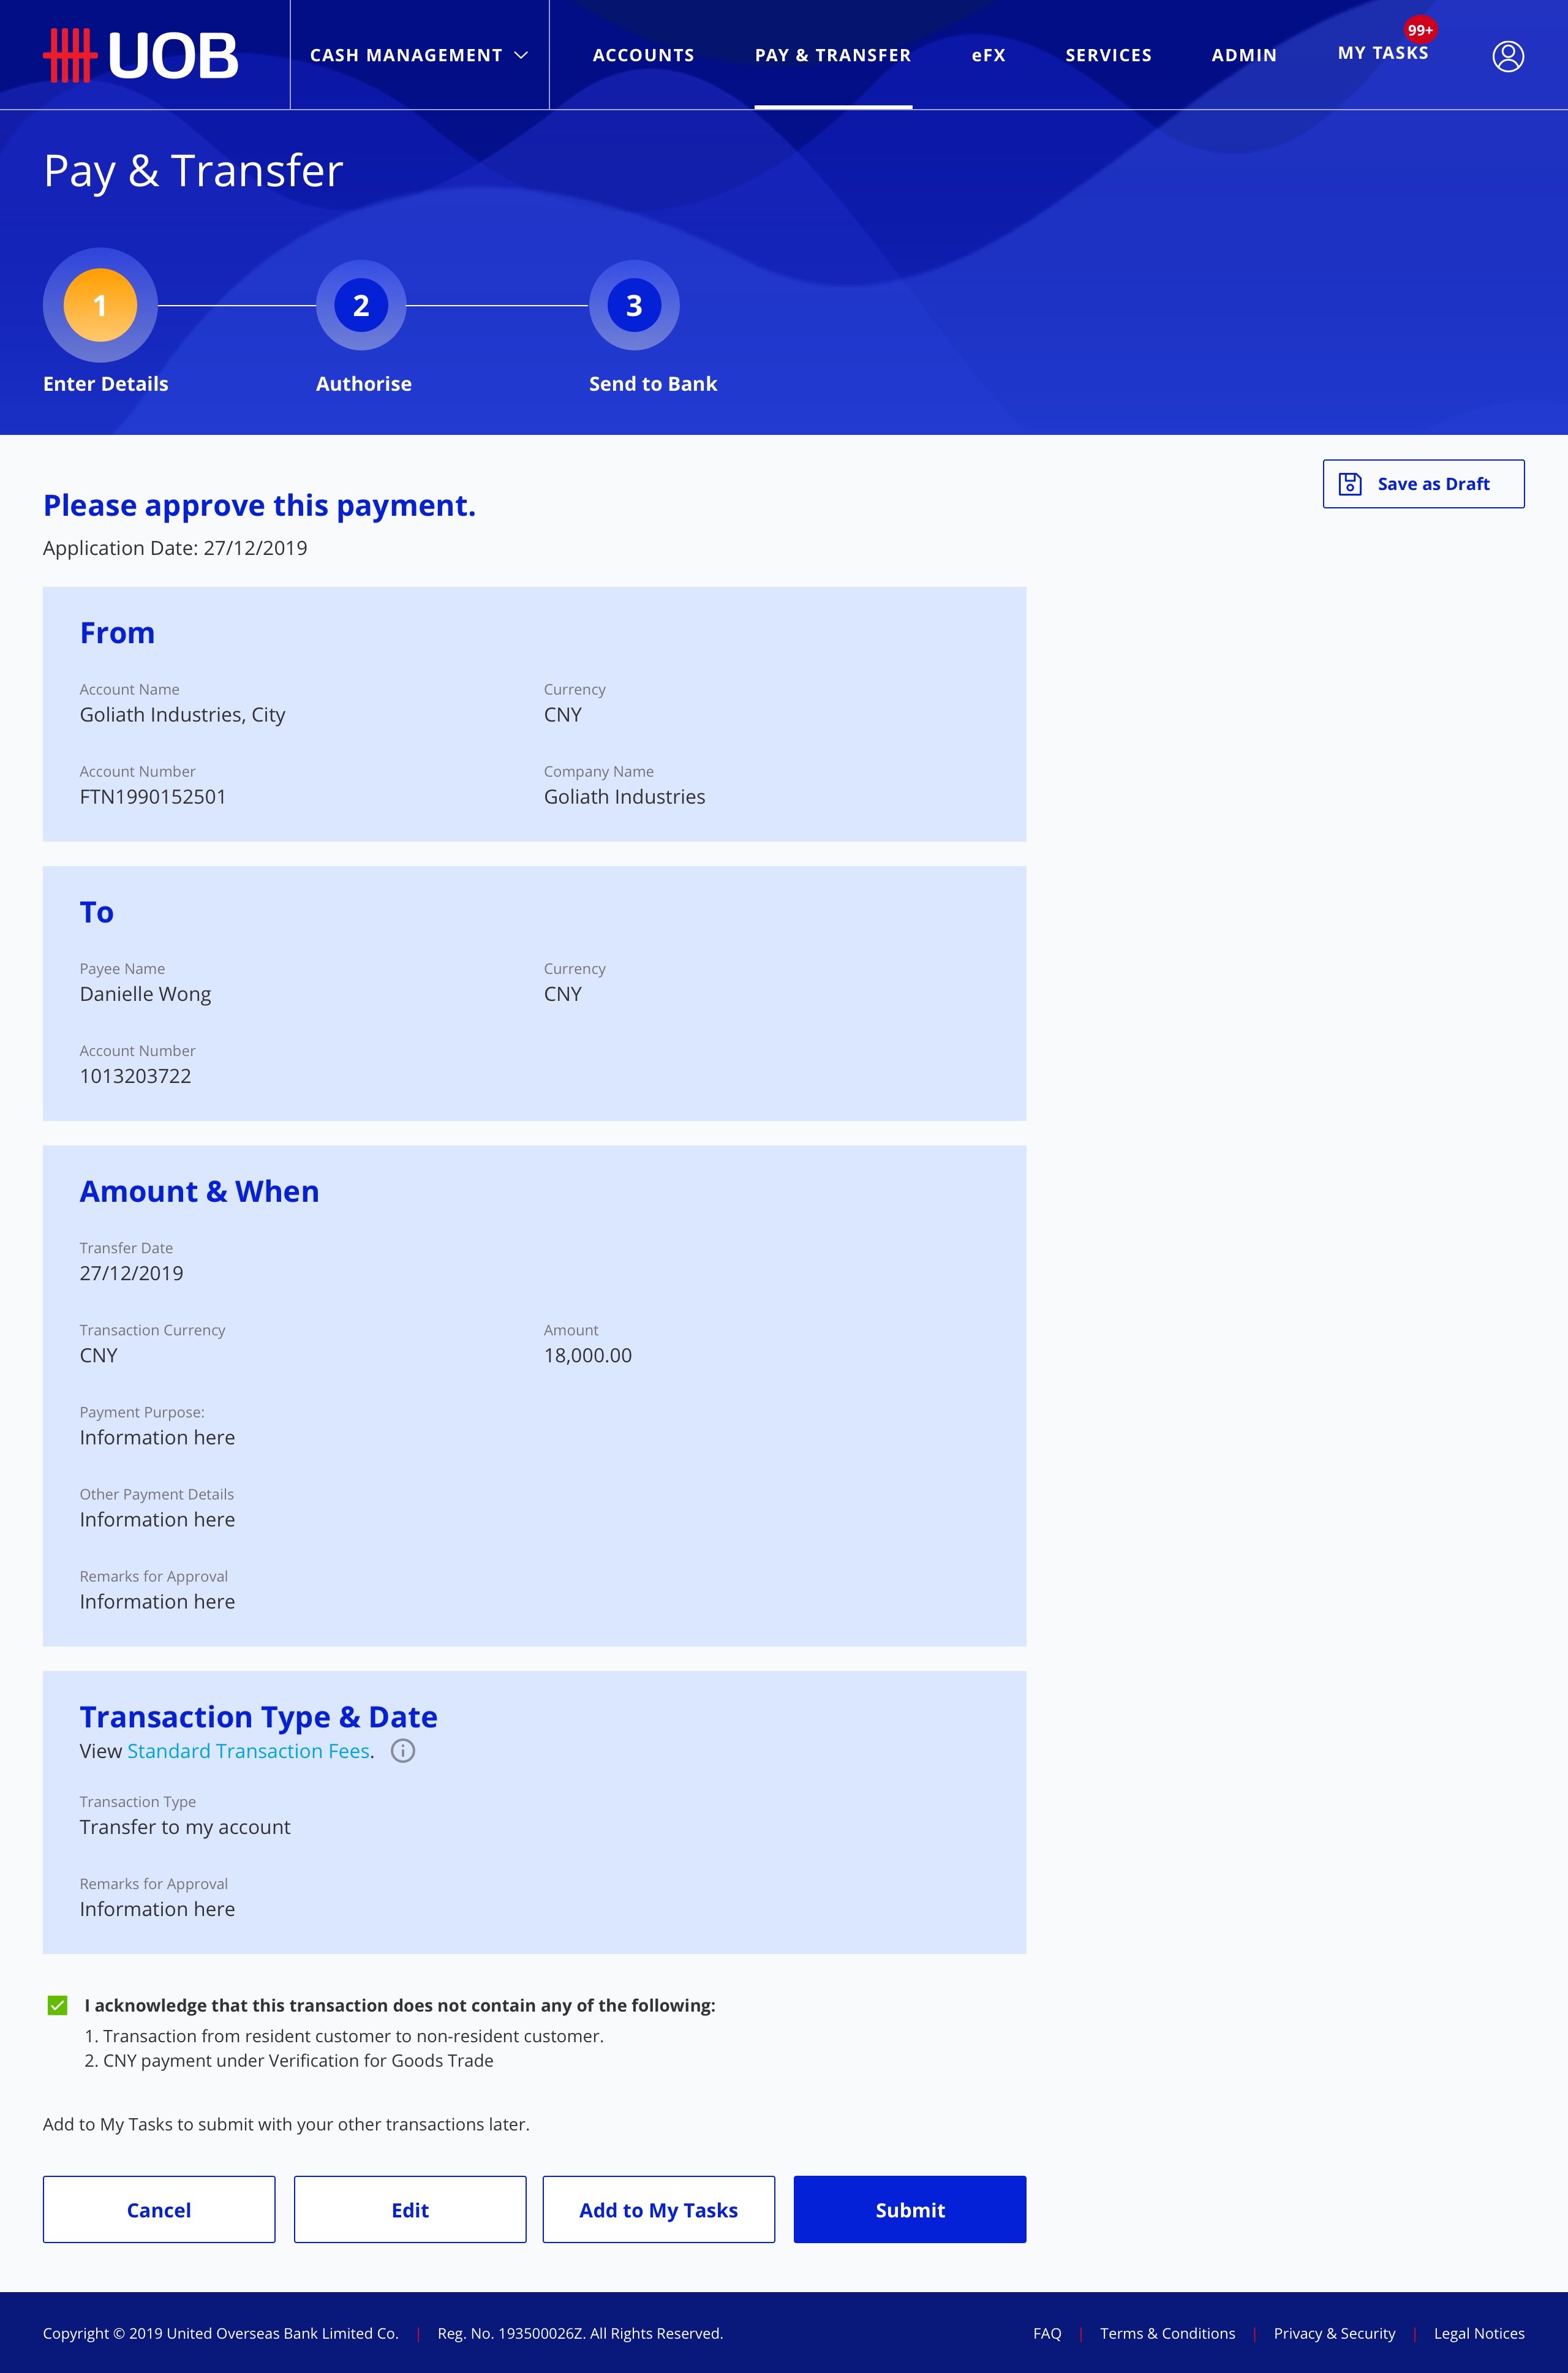 UOB
CASH MANAGEMENT
ACCOUNTS
PAY & TRANSFER
eFX
SERVICES
ADMIN
MY TASKS
99+
Pay & Transfer
1
2
3
Enter Details
Authorise
Send to Bank
Save as Draft
Please approve this payment.
Application Date: 27/12/2019
From
Account Name
Currency
Goliath Industries, City
CNY
Account Number
Company Name
FTN1990152501
Goliath Industries
To
Payee Name
Currency
Danielle Wong
CNY
Account Number
1013203722
Amount & When
Transfer Date
27/12/2019
Transaction Currency
Amount
CNY
18,000.00
Payment Purpose:
Information here
Other Payment Details
Information here
Remarks for Approval
Information here
Transaction Type & Date
View Standard Transaction Fees.
Transaction Type
Transfer to my account
Remarks for Approval
Information here
I acknowledge that this transaction does not contain any of the following:
1. Transaction from resident customer to non-resident customer.
2. CNY payment under Verification for Goods Trade
Add to My Tasks to submit with your other transactions later.
Cancel
Edit
Add to My Tasks
Submit
Copyright © 2019 United Overseas Bank Limited Co. | Reg. No. 193500026Z. All Rights Reserved.
FAQ | Terms & Conditions | Privacy & Security | Legal Notices